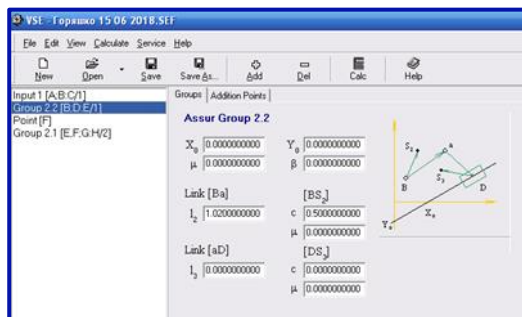 VSE - Горяшко 15 06 2018.SEF
File Edit View Calculate Service Help
New Open Save Save As... Add Del Calc Help
Input 1 [A;B:C/1]
Group 2.2 [B;D:E/1]
Point [F]
Group 2.1 [E,F;G:H/2]
Groups Addition Points
Assur Group 2.2
X₀ 0.0000000000 Y₀ 0.0000000000
μ 0.0000000000 β 0.0000000000
Link [Ba] [BS₂]
l₂ 1.0200000000 c 0.5000000000
μ 0.0000000000
Link [aD] [DS₃]
l₃ 0.0000000000 c 0.0000000000
μ 0.0000000000
S₂ a
S₃
B D
X₀
Y₀